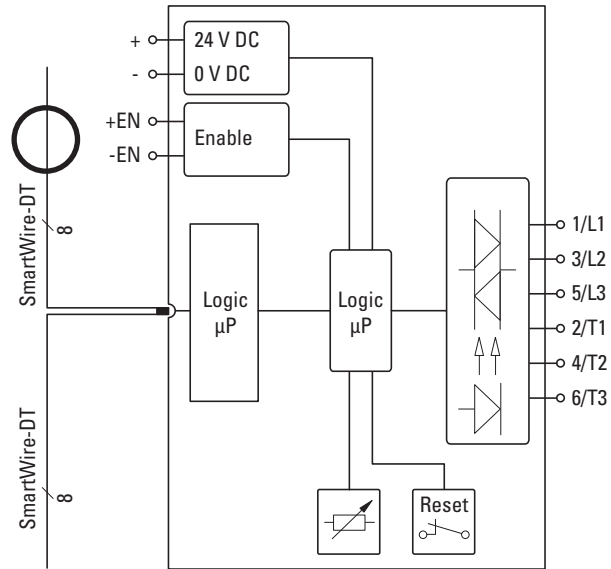 +
24 V DC
-
0 V DC
+EN
-EN
Enable
SmartWire-DT
8
Logic
µP
Logic
µP
1/L1
3/L2
5/L3
2/T1
4/T2
6/T3
SmartWire-DT
8
Reset